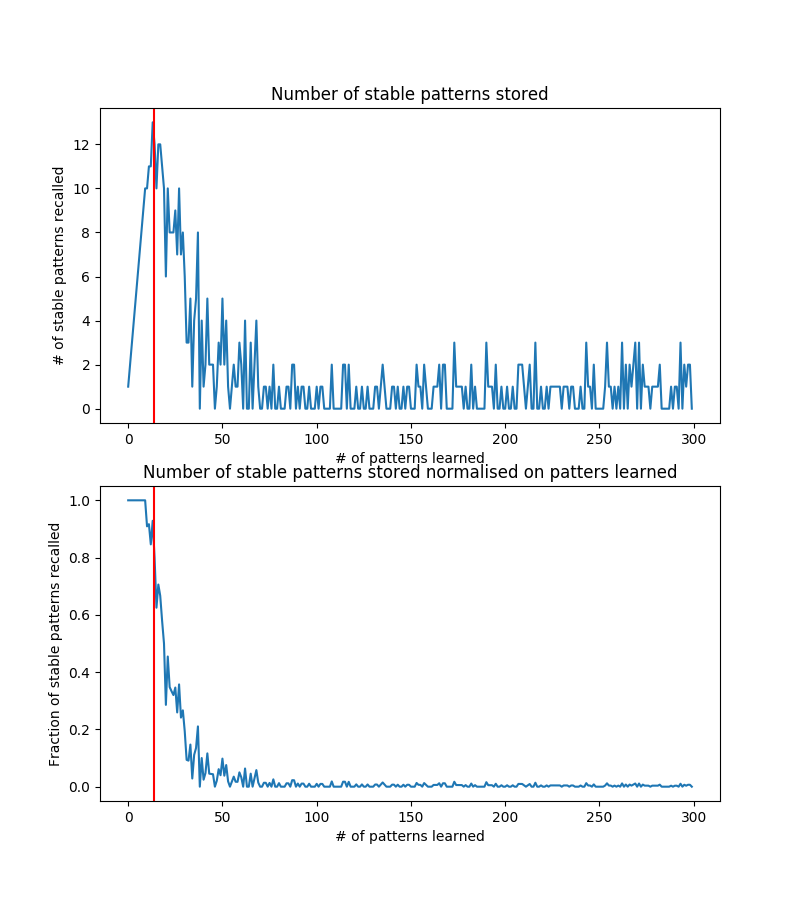 Number of stable patterns stored
12
10
8
6
4
2
0
# of stable patterns recalled
0 50 100 150 200 250 300
# of patterns learned
Number of stable patterns stored normalised on patters learned
1.0
0.8
0.6
0.4
0.2
0.0
Fraction of stable patterns recalled
0 50 100 150 200 250 300
# of patterns learned